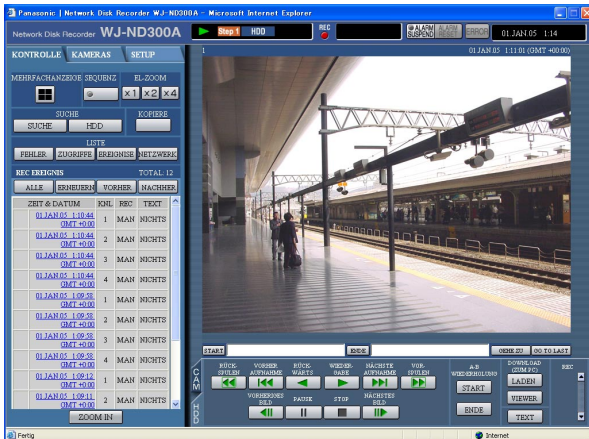 Panasonic | Network Disk Recorder WJ-ND300A - Microsoft Internet Explorer
Network Disk Recorder WJ-ND300A
Step 1 HDD
REC
ALARM SUSPEND
ALARM RESET
ERROR
01.JAN.05 1:14
KONTROLLE KAMERAS SETUP
1 01.JAN.05 1:11:01 (GMT +00:00)
MEHRFACHANZEIGE SEQUENZ EL-ZOOM
x1 x2 x4
SUCHE KOPIERE
SUCHE HDD
LISTE
FEHLER ZUGRIFFE EREIGNISE NETZWERK
REC EREIGNIS TOTAL: 12
ALLE ERNEUERN VORHER NACHHER
ZEIT & DATUM KNL REC TEXT
01.JAN.05 1:10:44 GMT +0:00 1 MAN NICHTS
01.JAN.05 1:10:44 GMT +0:00 2 MAN NICHTS
01.JAN.05 1:10:44 GMT +0:00 3 MAN NICHTS
01.JAN.05 1:10:44 GMT +0:00 4 MAN NICHTS
01.JAN.05 1:09:58 GMT +0:00 1 MAN NICHTS
01.JAN.05 1:09:58 GMT +0:00 2 MAN NICHTS
01.JAN.05 1:09:58 GMT +0:00 3 MAN NICHTS
01.JAN.05 1:09:58 GMT +0:00 4 MAN NICHTS
01.JAN.05 1:09:12 GMT +0:00 1 MAN NICHTS
01.JAN.05 1:09:11 GMT +0:00 2 MAN NICHTS
ZOOM IN
START ENDE GEHE ZU GO TO LAST
CAM
HDD
RÜCK-SPULEN
VORHER AUFNAHME
RÜCK-WÄRTS
WIEDER-GABE
NÄCHSTE AUFNAHME
VOR-SPULEN
VORHERIGES BILD
PAUSE
STOP
NÄCHSTES BILD
A-B WIEDERHOLUNG
START
ENDE
DOWNLOAD (ZUM PC)
LADEN
VIEWER
TEXT
REC
Fertig
Internet